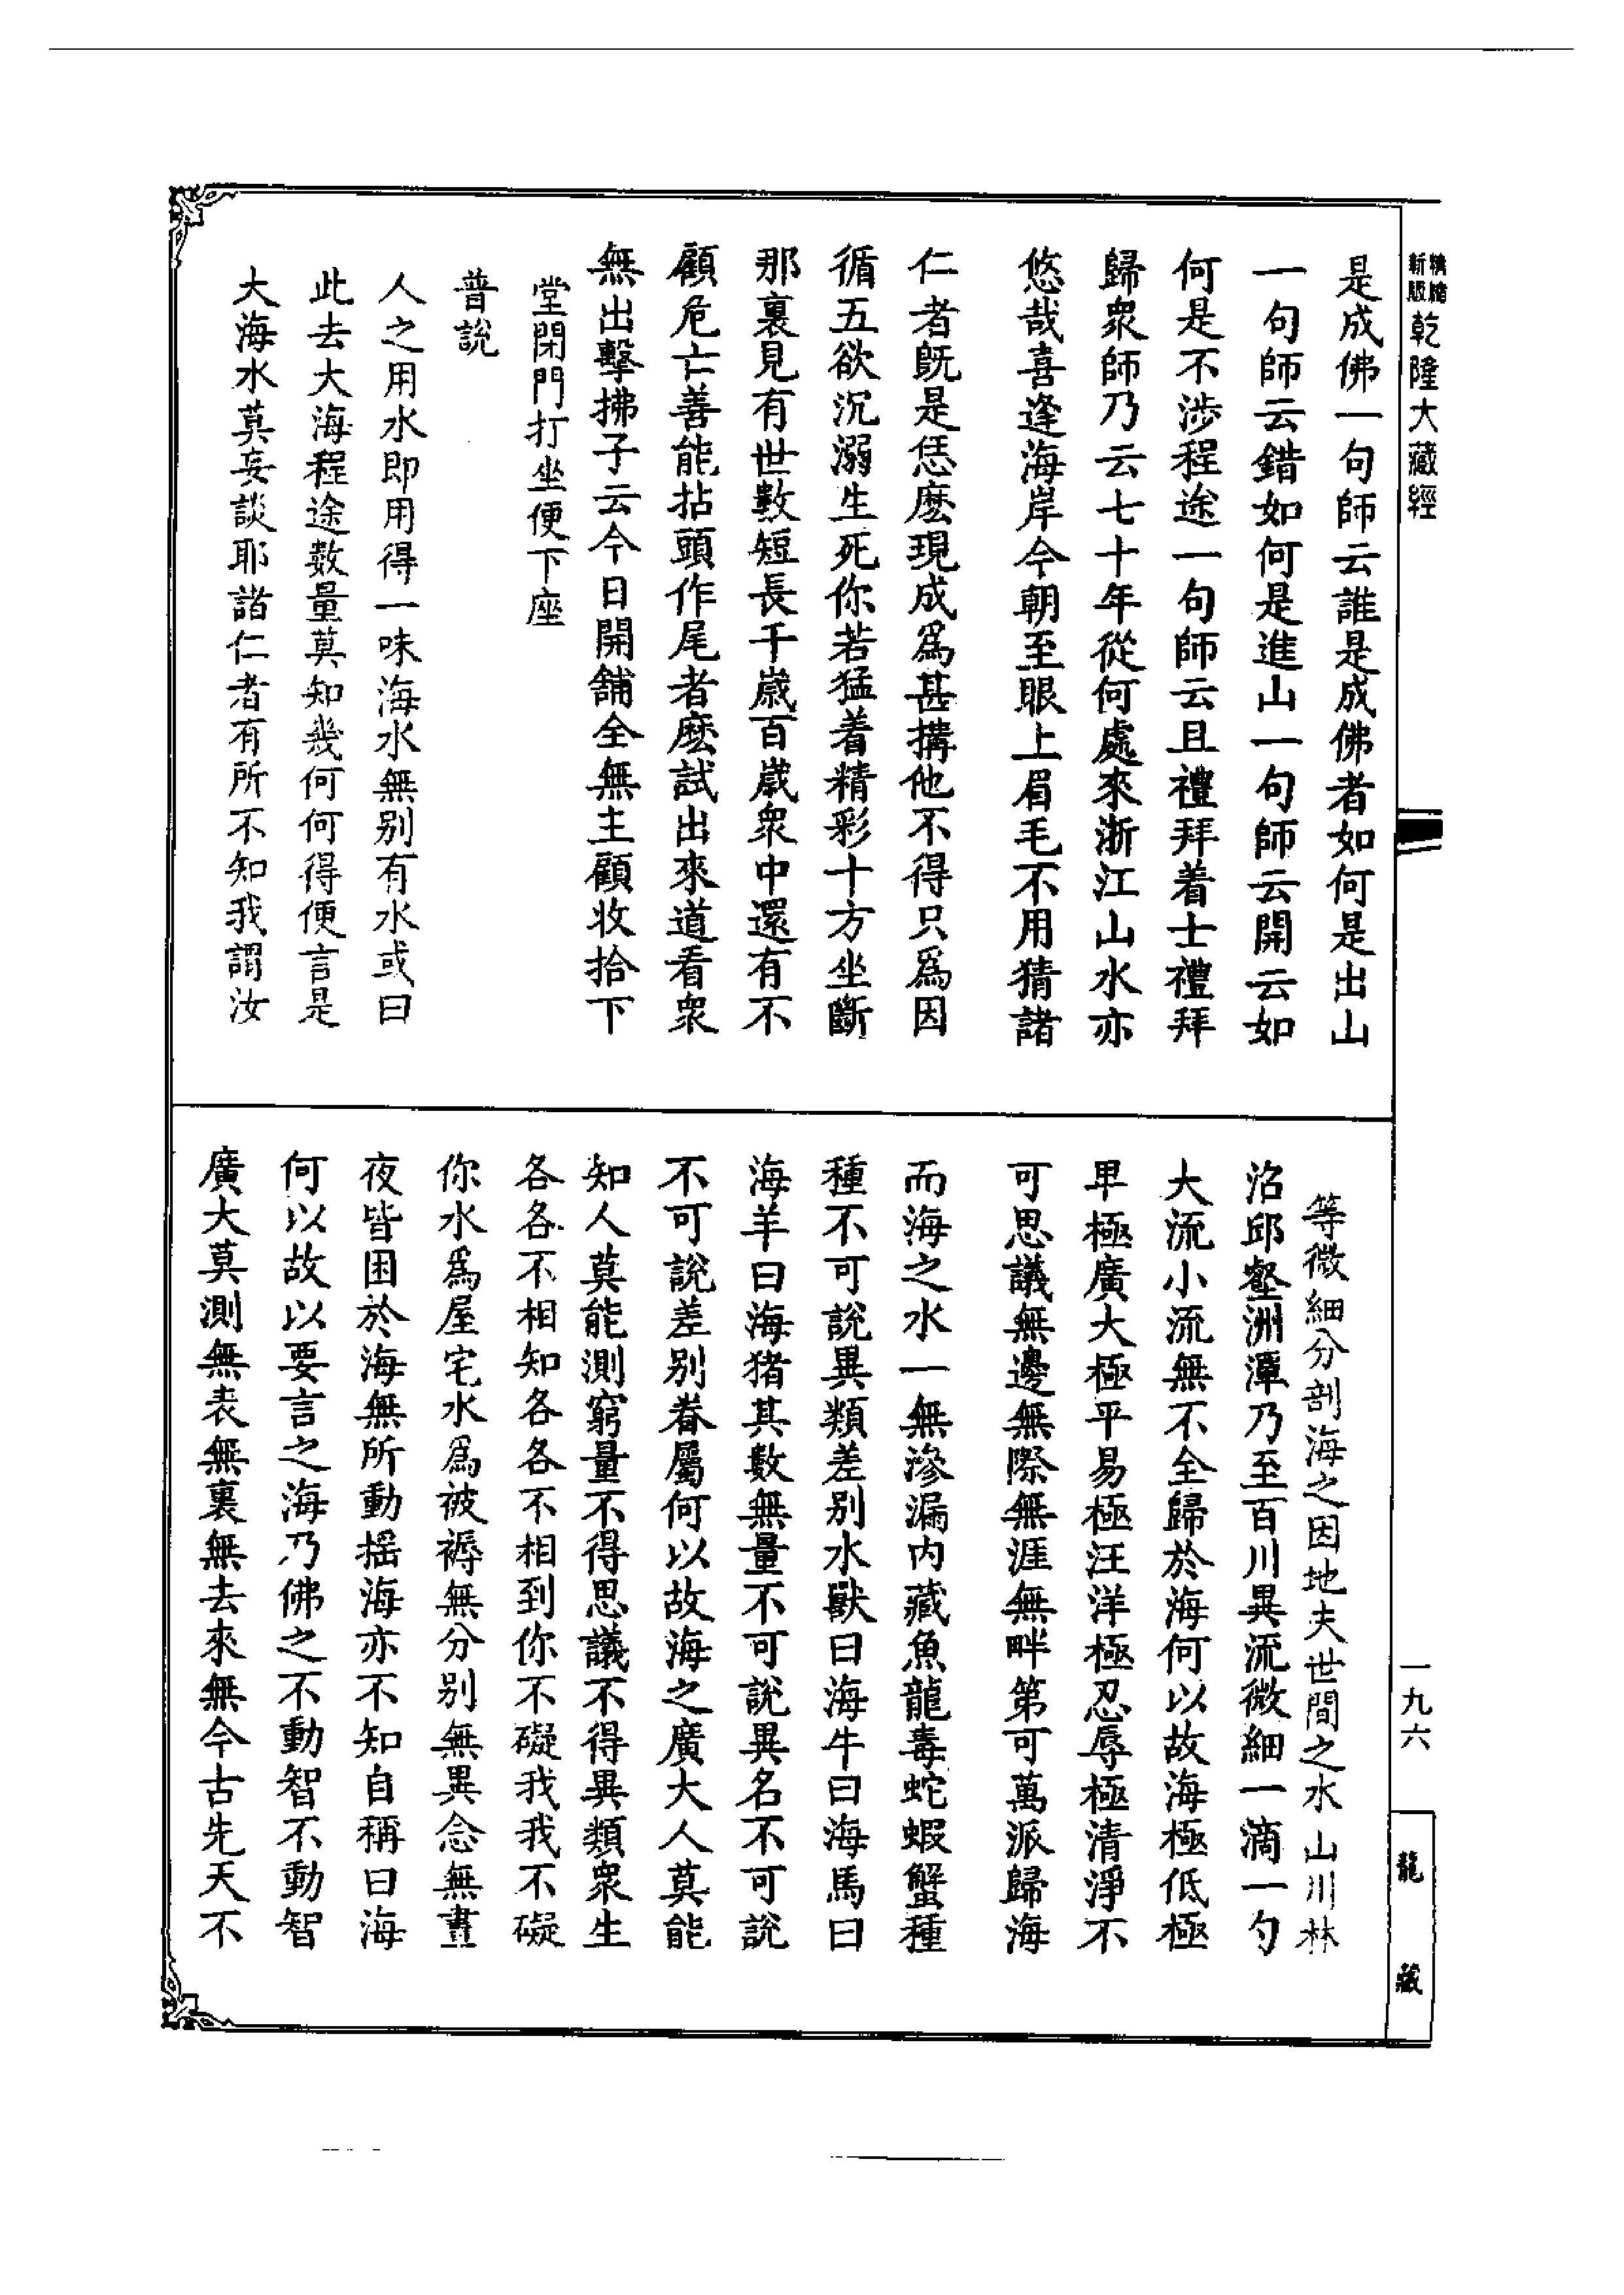 精縮
新版
乾隆大藏經
是成佛一句師云誰是成佛者如何是出山
一句師云錯如何是進山一句師云開云如
何是不涉程途一句師云且禮拜着士禮拜
歸眾師乃云七十年從何處來浙江山水亦
悠哉喜逢海岸今朝至眼上眉毛不用猜諸
仁者旣是恁麽現成爲甚搆他不得只爲因
循五欲沉溺生死你若猛着精彩十方坐斷
那裏見有世數短長千歲百歲眾中還有不
顧危亡善能拈頭作尾者麽試出來道看眾
無出擊拂子云今日開舖全無主顧收拾下
堂閉門打坐便下座
普說
人之用水即用得一味海水無别有水或曰
此去大海程途數量莫知幾何何得便言是
大海水莫妄談耶諸仁者有所不知我謂汝
等微細分剖海之因地夫世間之水山川林
沼邱壑洲潭乃至百川異流微細一滴一勺
大流小流無不全歸於海何以故海極低極
早極廣大極平易極汪洋極忍辱極清淨不
可思議無邊無際無涯無畔第可萬派歸海
而海之水一無滲漏内藏魚龍毒蛇蝦蟹種
種不可說異類差别水獸曰海牛曰海馬曰
海羊曰海猪其數無量不可說異名不可說
不可說差别眷屬何以故海之廣大人莫能
知人莫能測窮量不得思議不得異類眾生
各各不相知各各不相到你不礙我我不礙
你水爲屋宅水爲被褥無分别無異念無晝
夜皆困於海無所動摇海亦不知自稱曰海
何以故以要言之海乃佛之不動智不動智
廣大莫測無表無裏無去來無今古先天不
一九六
龍藏